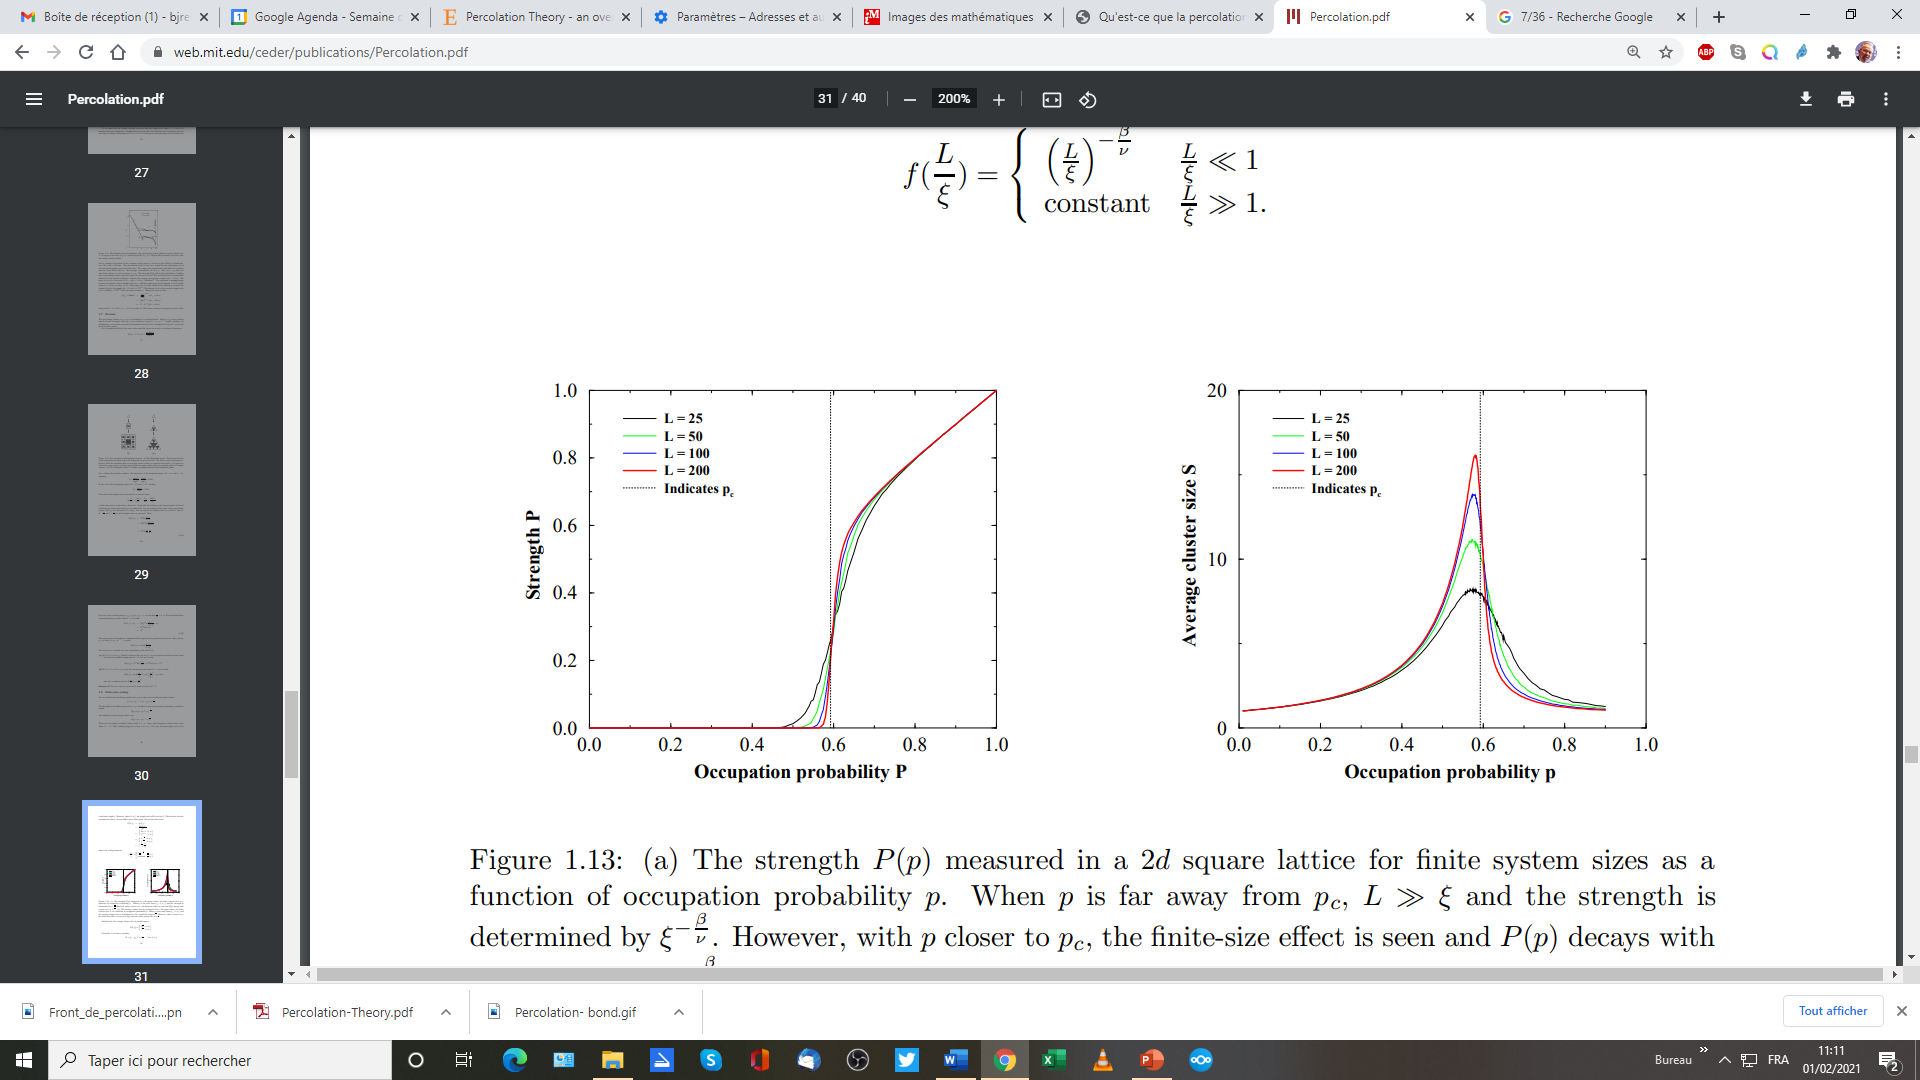 Boîte de réception (1) - bjre
Google Agenda - Semaine
Percolation Theory - an ove
Paramètres – Adresses et au
Images des mathématiques
Qu'est-ce que la percolation
Percolation.pdf
7/36 - Recherche Google
web.mit.edu/ceder/publications/Percolation.pdf
Percolation.pdf
31 / 40
200%
27
28
29
30
31
f(L/ξ) = { (L/ξ)^(−β/ν) L/ξ ≪ 1
constant L/ξ ≫ 1.
1.0
0.8
0.6
0.4
0.2
0.0
Strength P
L = 25
L = 50
L = 100
L = 200
Indicates p_c
0.0 0.2 0.4 0.6 0.8 1.0
Occupation probability P
20
10
0
Average cluster size S
L = 25
L = 50
L = 100
L = 200
Indicates p_c
0.0 0.2 0.4 0.6 0.8 1.0
Occupation probability p
Figure 1.13: (a) The strength P(p) measured in a 2d square lattice for finite system sizes as a
function of occupation probability p. When p is far away from p_c, L ≫ ξ and the strength is
determined by ξ^(−β/ν). However, with p closer to p_c, the finite-size effect is seen and P(p) decays with
β
Front_de_percolati....pn
Percolation-Theory.pdf
Percolation- bond.gif
Tout afficher
Taper ici pour rechercher
Bureau
FRA
11:11
01/02/2021
2